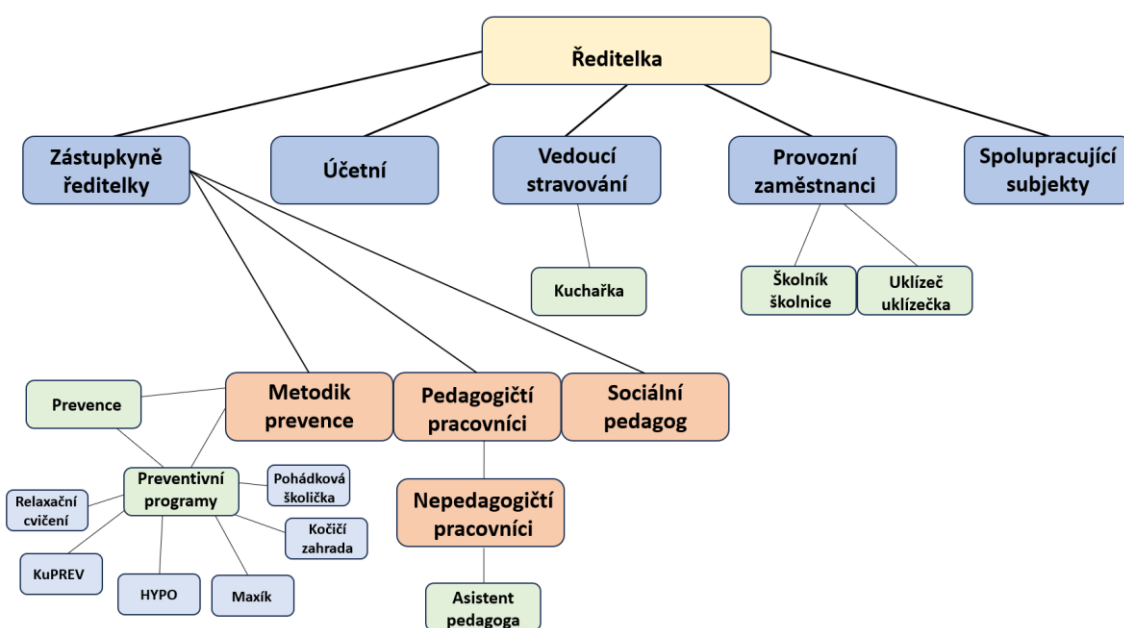 Ředitelka
Zástupkyně
ředitelky
Účetní
Vedoucí
stravování
Provozní
zaměstnanci
Spolupracující
subjekty
Kuchařka
Školník
školnice
Uklízeč
uklízečka
Prevence
Metodik
prevence
Pedagogičtí
pracovníci
Sociální
pedagog
Preventivní
programy
Pohádková
školička
Relaxační
cvičení
Kočičí
zahrada
KuPREV
HYPO
Maxík
Nepedagogičtí
pracovníci
Asistent
pedagoga